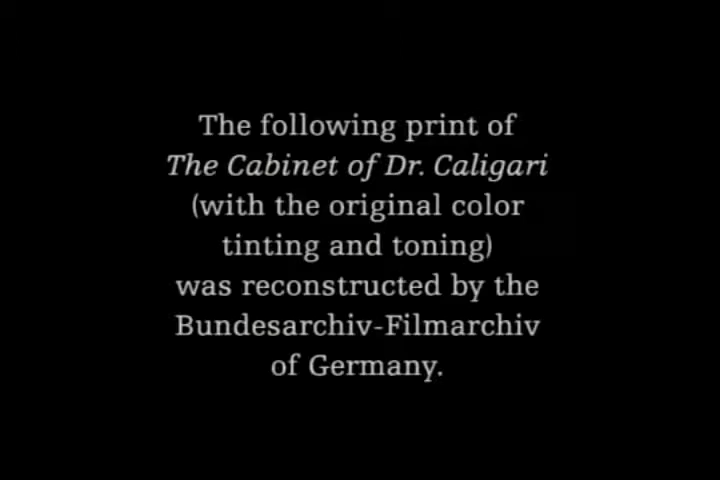 The following print of
The Cabinet of Dr. Caligari
(with the original color
tinting and toning)
was reconstructed by the
Bundesarchiv-Filmarchiv
of Germany.